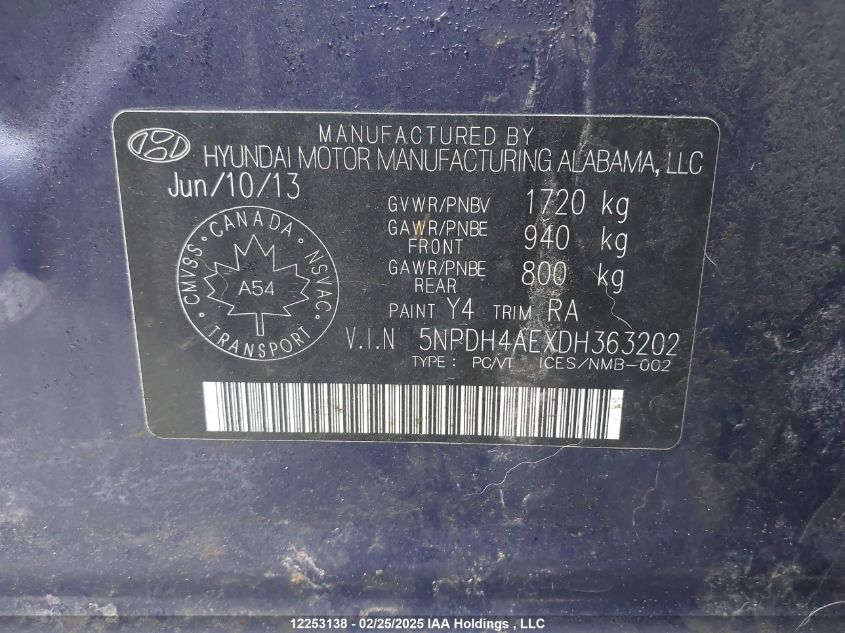 MANUFACTURED BY
HYUNDAI MOTOR MANUFACTURING ALABAMA, LLC
Jun/10/13
GVWR/PNBV 1720 kg
GAWR/PNBE FRONT 940 kg
GAWR/PNBE REAR 800 kg
CANADA
CMVSS NSVAC
A54
TRANSPORT
PAINT Y4 TRIM RA
V.I.N 5NPDH4AEXDH363202
TYPE: PC/VT ICES/NMB-002
12253138 - 02/25/2025 IAA Holdings , LLC